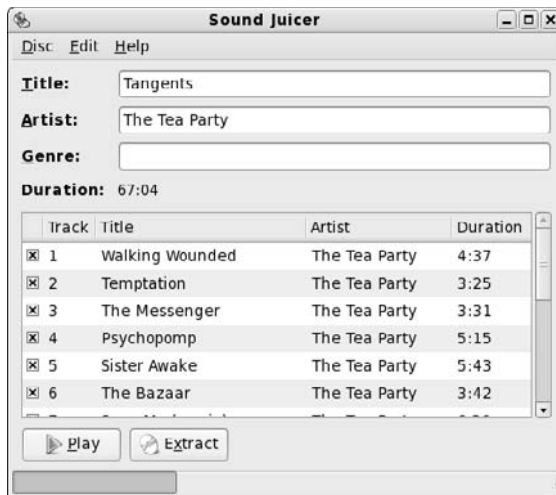 Sound Juicer
Disc Edit Help
Title: Tangents
Artist: The Tea Party
Genre:
Duration: 67:04
Track Title Artist Duration
1 Walking Wounded The Tea Party 4:37
2 Temptation The Tea Party 3:25
3 The Messenger The Tea Party 3:31
4 Psychopomp The Tea Party 5:15
5 Sister Awake The Tea Party 5:43
6 The Bazaar The Tea Party 3:42
Play Extract